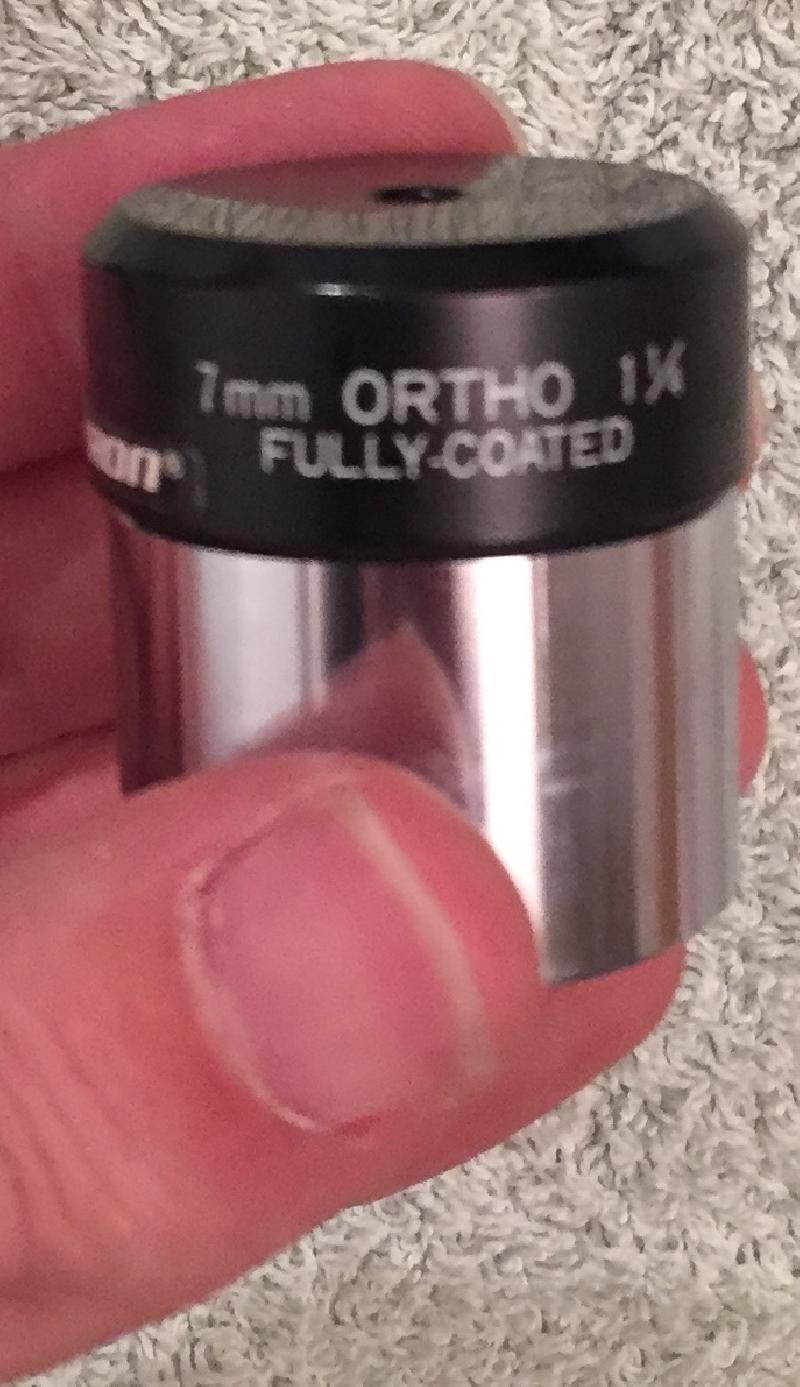 7mm ORTHO 1¼
FULLY-COATED